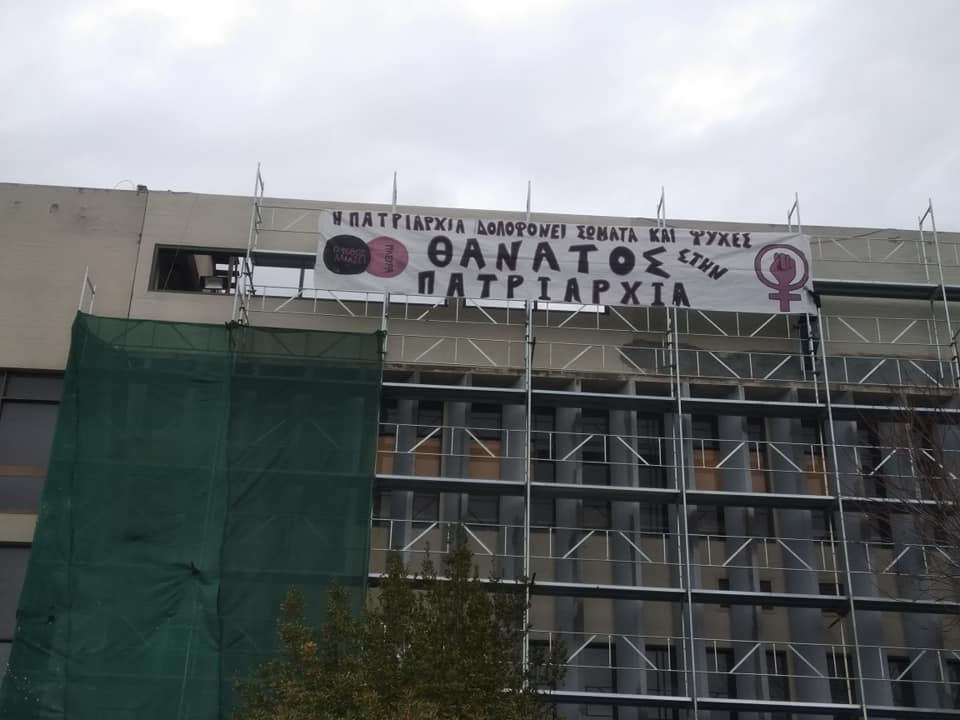 Η ΠΑΤΡΙΑΡΧΙΑ ΔΟΛΟΦΟΝΕΙ ΣΩΜΑΤΑ ΚΑΙ ΨΥΧΕΣ
ΘΑΝΑΤΟΣ ΣΤΗΝ
ΠΑΤΡΙΑΡΧΙΑ